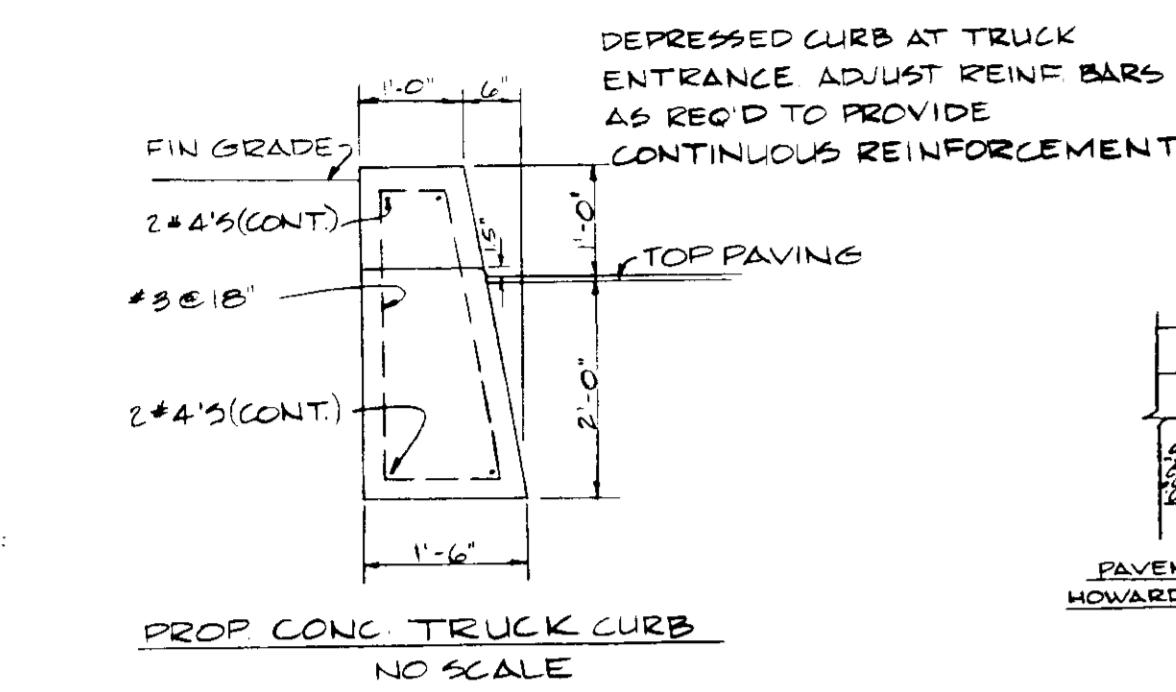 DEPRESSED CURB AT TRUCK
ENTRANCE. ADJUST REINF. BARS
AS REQ'D TO PROVIDE
CONTINUOUS REINFORCEMENT
1'-0"
6"
FIN GRADE
2 #4'S (CONT.)
1.5"
1'-0"
TOP PAVING
#3 @ 18"
2'-0"
2 #4'S (CONT.)
1'-6"
PROP. CONC. TRUCK CURB
NO SCALE
HOWARD